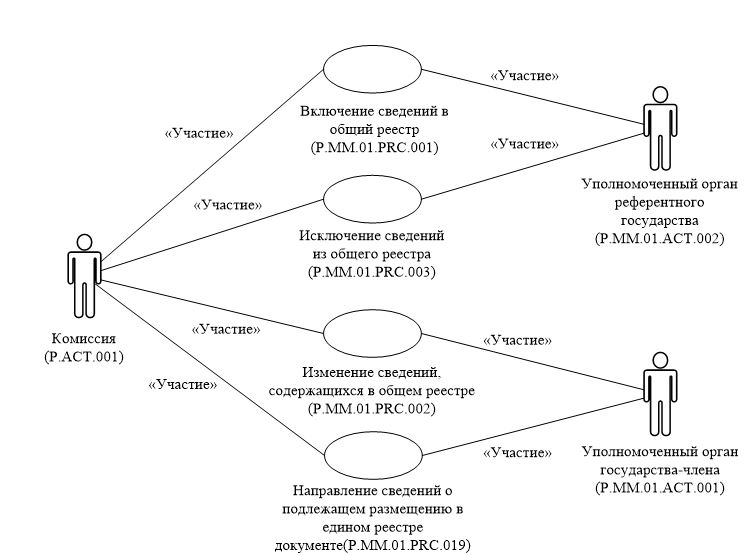 «Участие»
Включение сведений в
общий реестр
(P.MM.01.PRC.001)
«Участие»
«Участие»
Уполномоченный орган
референтного
государства
(P.MM.01.ACT.002)
«Участие»
Исключение сведений
из общего реестра
(P.MM.01.PRC.003)
Комиссия
(P.ACT.001)
«Участие»
«Участие»
Изменение сведений,
содержащихся в общем реестре
(P.MM.01.PRC.002)
«Участие»
«Участие»
Уполномоченный орган
государства-члена
(P.MM.01.ACT.001)
Направление сведений о
подлежащем размещению в
едином реестре
документе(P.MM.01.PRC.019)